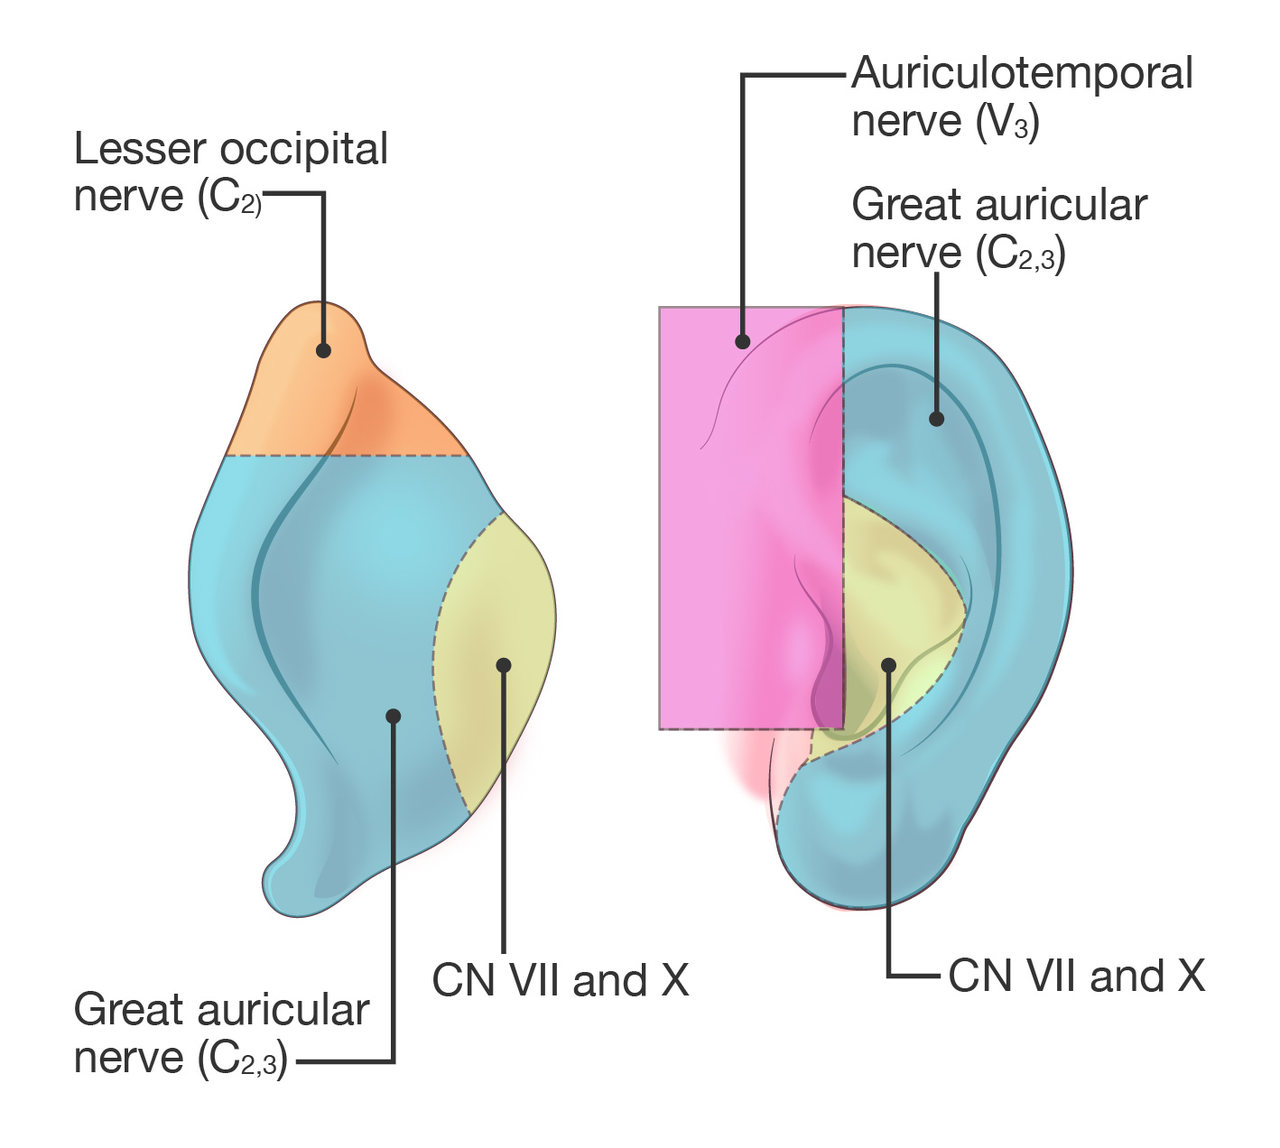 Lesser occipital
nerve (C2)
Auriculotemporal
nerve (V3)
Great auricular
nerve (C2,3)
CN VII and X
CN VII and X
Great auricular
nerve (C2,3)